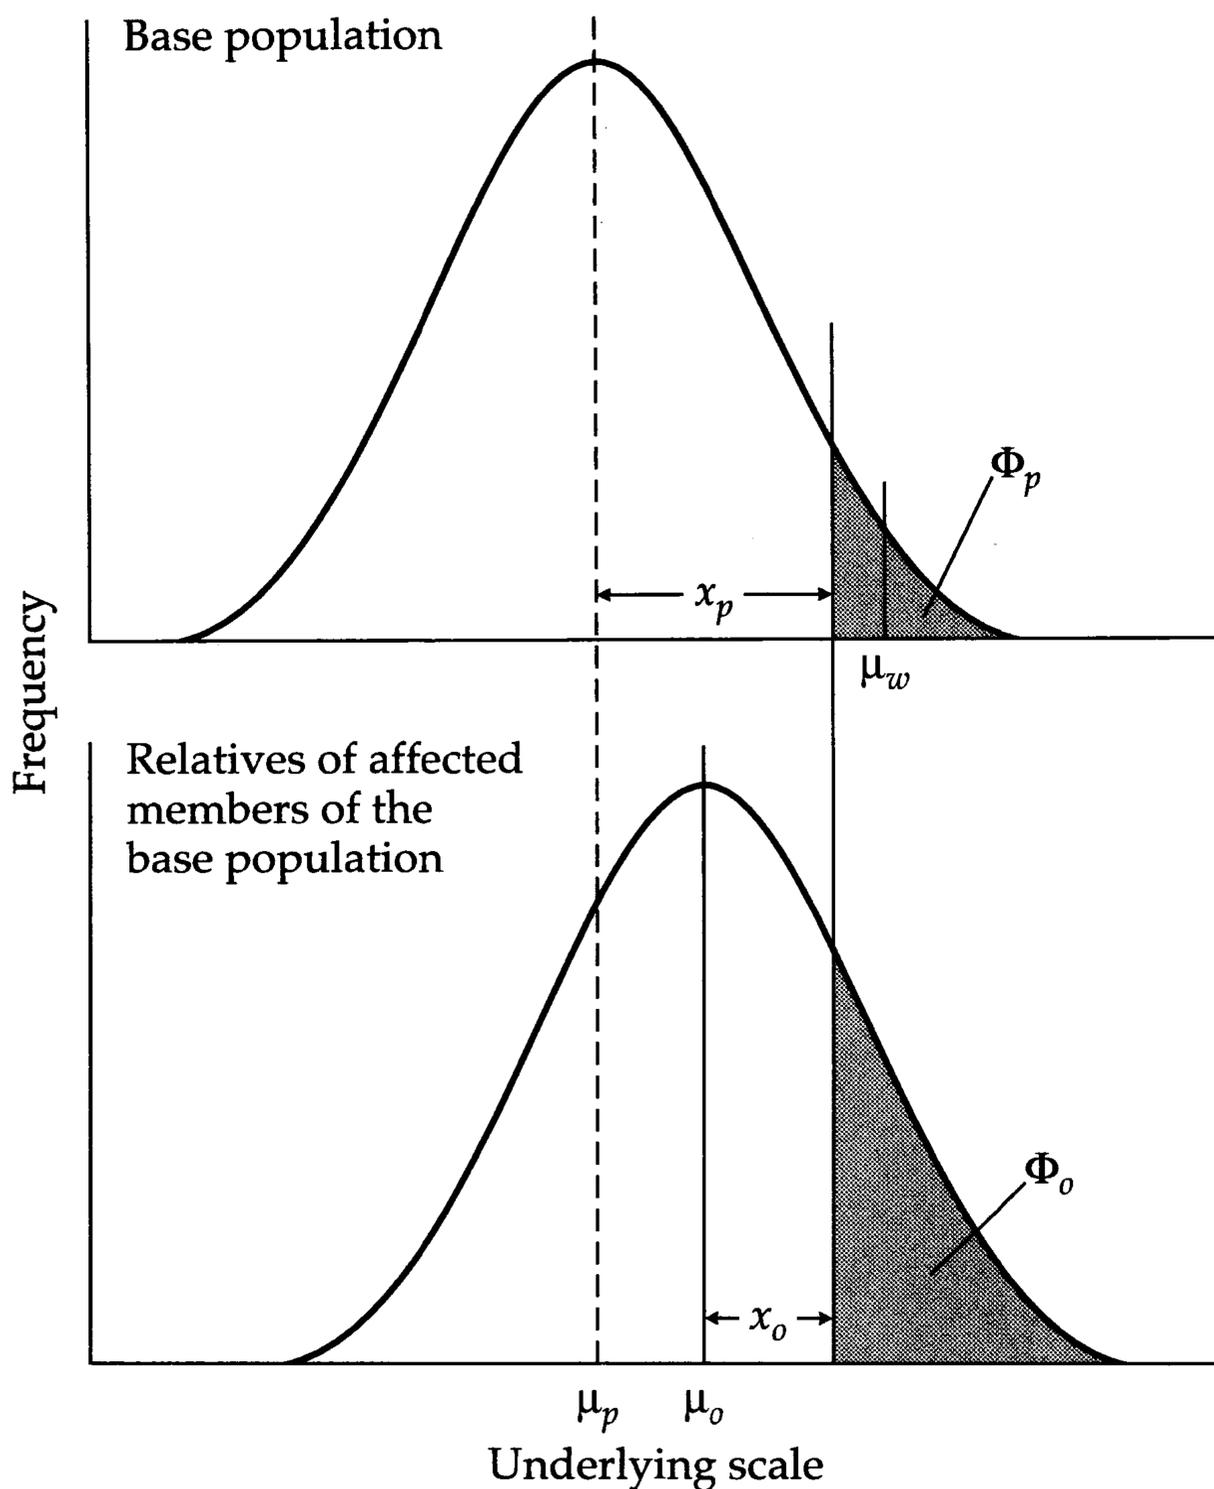 Base population
Φp
xp
μw
Frequency
Relatives of affected
members of the
base population
Φo
xo
μp μo
Underlying scale